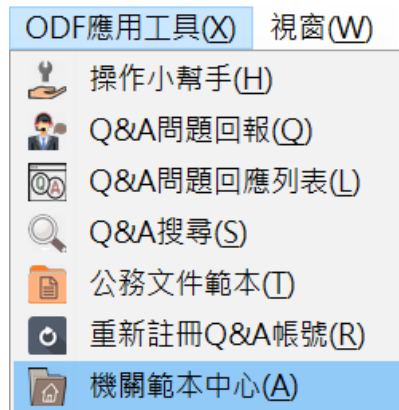 ODF應用工具(X) 視窗(W)
操作小幫手(H)
Q&A問題回報(Q)
Q&A問題回應列表(L)
Q&A搜尋(S)
公務文件範本(T)
重新註冊Q&A帳號(R)
機關範本中心(A)